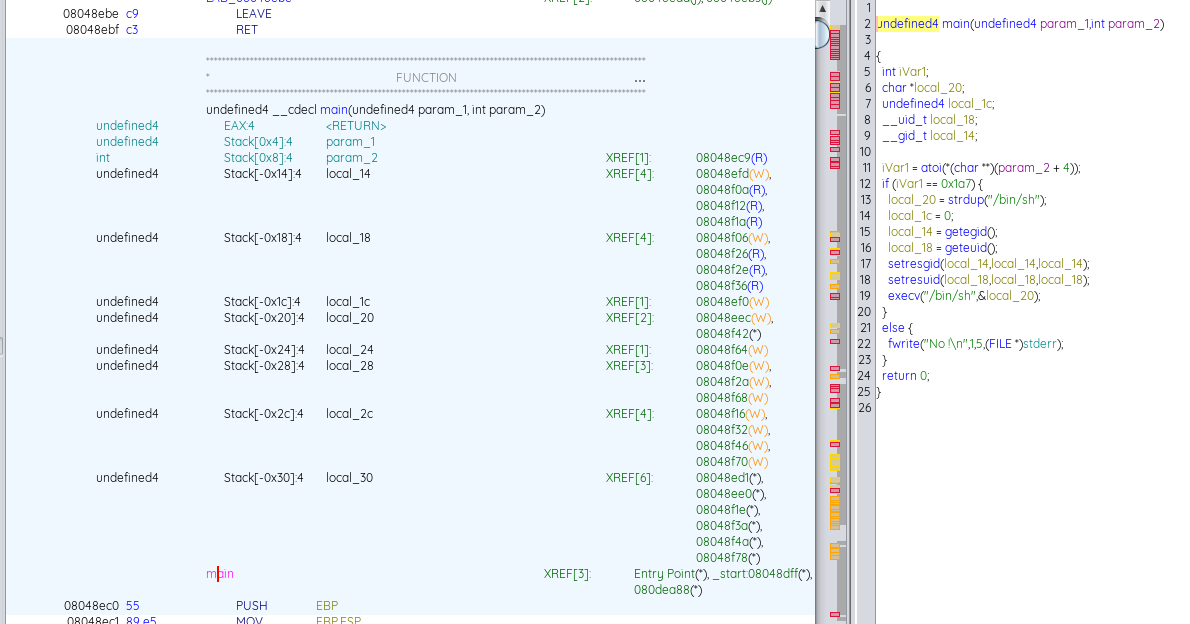 08048ebe c9 LEAVE
08048ebf c3 RET
********************************************************************************
* FUNCTION ...
********************************************************************************
undefined4 __cdecl main(undefined4 param_1, int param_2)
undefined4 EAX:4 <RETURN>
undefined4 Stack[0x4]:4 param_1
int Stack[0x8]:4 param_2 XREF[1]: 08048ec9(R)
undefined4 Stack[-0x14]:4 local_14 XREF[4]: 08048efd(W),
08048f0a(R),
08048f12(R),
08048f1a(R)
undefined4 Stack[-0x18]:4 local_18 XREF[4]: 08048f06(W),
08048f26(R),
08048f2e(R),
08048f36(R)
undefined4 Stack[-0x1c]:4 local_1c XREF[1]: 08048ef0(W)
undefined4 Stack[-0x20]:4 local_20 XREF[2]: 08048eec(W),
08048f42(*)
undefined4 Stack[-0x24]:4 local_24 XREF[1]: 08048f64(W)
undefined4 Stack[-0x28]:4 local_28 XREF[3]: 08048f0e(W),
08048f2a(W),
08048f68(W)
undefined4 Stack[-0x2c]:4 local_2c XREF[4]: 08048f16(W),
08048f32(W),
08048f46(W),
08048f70(W)
undefined4 Stack[-0x30]:4 local_30 XREF[6]: 08048ed1(*),
08048ee0(*),
08048f1e(*),
08048f3a(*),
08048f4a(*),
08048f78(*)
main XREF[3]: Entry Point(*), _start:08048dff(*),
080dea88(*)
08048ec0 55 PUSH EBP
08048ec1 89 e5 MOV EBP,ESP
1
2 undefined4 main(undefined4 param_1,int param_2)
3
4 {
5 int iVar1;
6 char *local_20;
7 undefined4 local_1c;
8 __uid_t local_18;
9 __gid_t local_14;
10
11 iVar1 = atoi(*(char **)(param_2 + 4));
12 if (iVar1 == 0x1a7) {
13 local_20 = strdup("/bin/sh");
14 local_1c = 0;
15 local_14 = getegid();
16 local_18 = geteuid();
17 setresgid(local_14,local_14,local_14);
18 setresuid(local_18,local_18,local_18);
19 execv("/bin/sh",&local_20);
20 }
21 else {
22 fwrite("No !\n",1,5,(FILE *)stderr);
23 }
24 return 0;
25 }
26